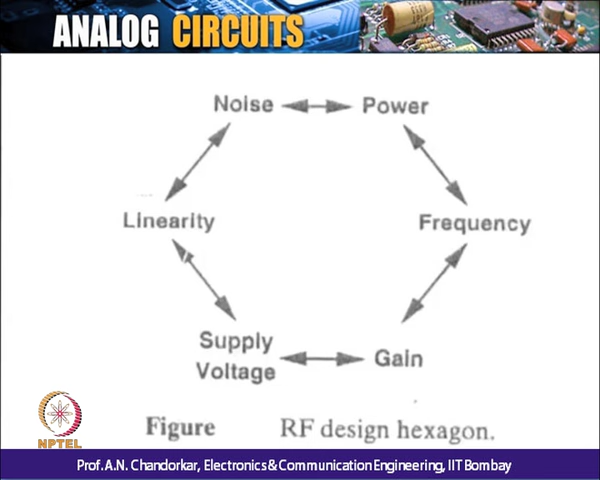 ANALOG CIRCUITS
Noise Power
Linearity Frequency
Supply
Voltage Gain
Figure RF design hexagon.
NPTEL
Prof. A.N. Chandorkar, Electronics & Communication Engineering, IIT Bombay